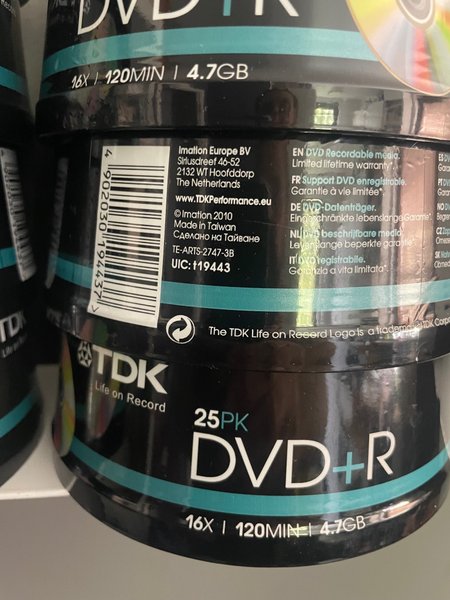 DVD+R
16X | 120MIN | 4.7GB
4 902030 194437 >
Imation Europe BV
Siriusdreef 46-52
2132 WT Hoofddorp
The Netherlands
www.TDKPerformance.eu
© Imation 2010
Made in Taiwan
Сделано на Тайване
TE-ARTS-2747-3B
UIC: t19443
EN DVD Recordable media.
Limited lifetime warranty*.
FR Support DVD enregistrable.
Garantie à vie limitée*.
DE DVD-Datenträger.
Eingeschränkte lebenslange Garantie*.
NL DVD beschrijfbare media.
Levenslange beperkte garantie*.
IT DVD registrabile.
Garanzia a vita limitata*.
The TDK Life on Record Logo is a trademark
TDK
Life on Record
25PK
DVD+R
16X | 120MIN | 4.7GB
TDK